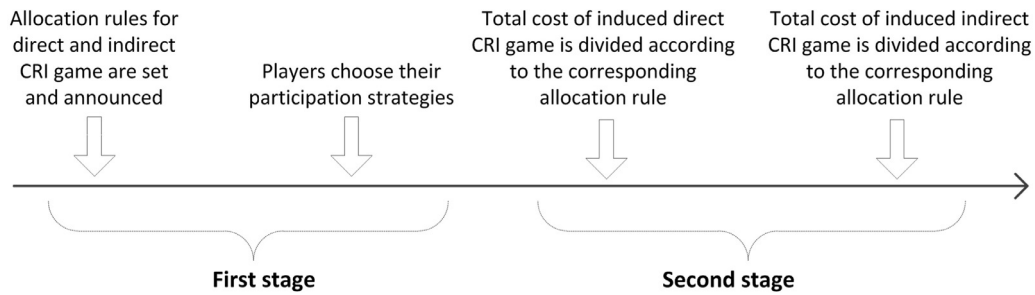 Allocation rules for
direct and indirect
CRI game are set
and announced
Players choose their
participation strategies
Total cost of induced direct
CRI game is divided according
to the corresponding
allocation rule
Total cost of induced indirect
CRI game is divided according
to the corresponding
allocation rule
First stage
Second stage